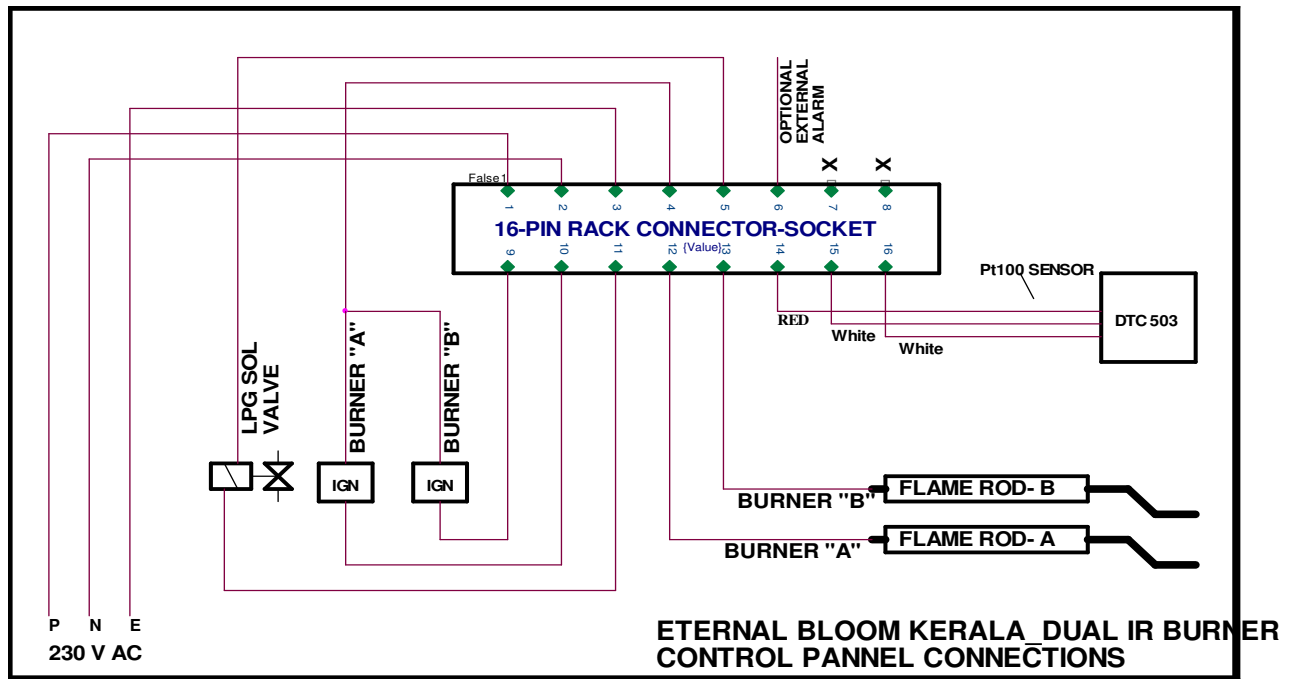 OPTIONAL
EXTERNAL
ALARM
X
X
False1
1
2
3
4
5
6
7
8
16-PIN RACK CONNECTOR-SOCKET
{Value}
9
10
11
12
13
14
15
16
Pt100 SENSOR
DTC 503
RED
White
White
LPG SOL
VALVE
BURNER "A"
BURNER "B"
IGN
IGN
BURNER "B"
FLAME ROD- B
BURNER "A"
FLAME ROD- A
P N E
230 V AC
ETERNAL BLOOM KERALA_DUAL IR BURNER
CONTROL PANNEL CONNECTIONS